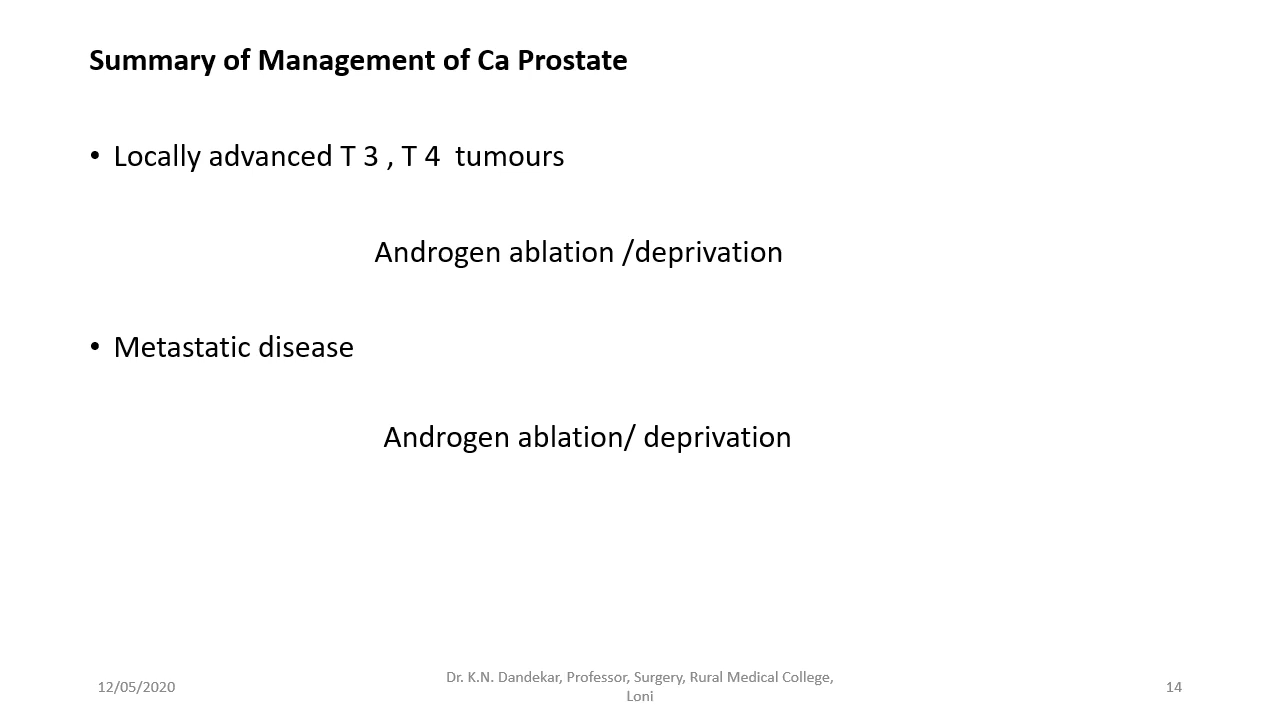 Summary of Management of Ca Prostate
• Locally advanced T 3 , T 4  tumours
Androgen ablation /deprivation
• Metastatic disease
Androgen ablation/ deprivation
12/05/2020
Dr. K.N. Dandekar, Professor, Surgery, Rural Medical College,
Loni
14